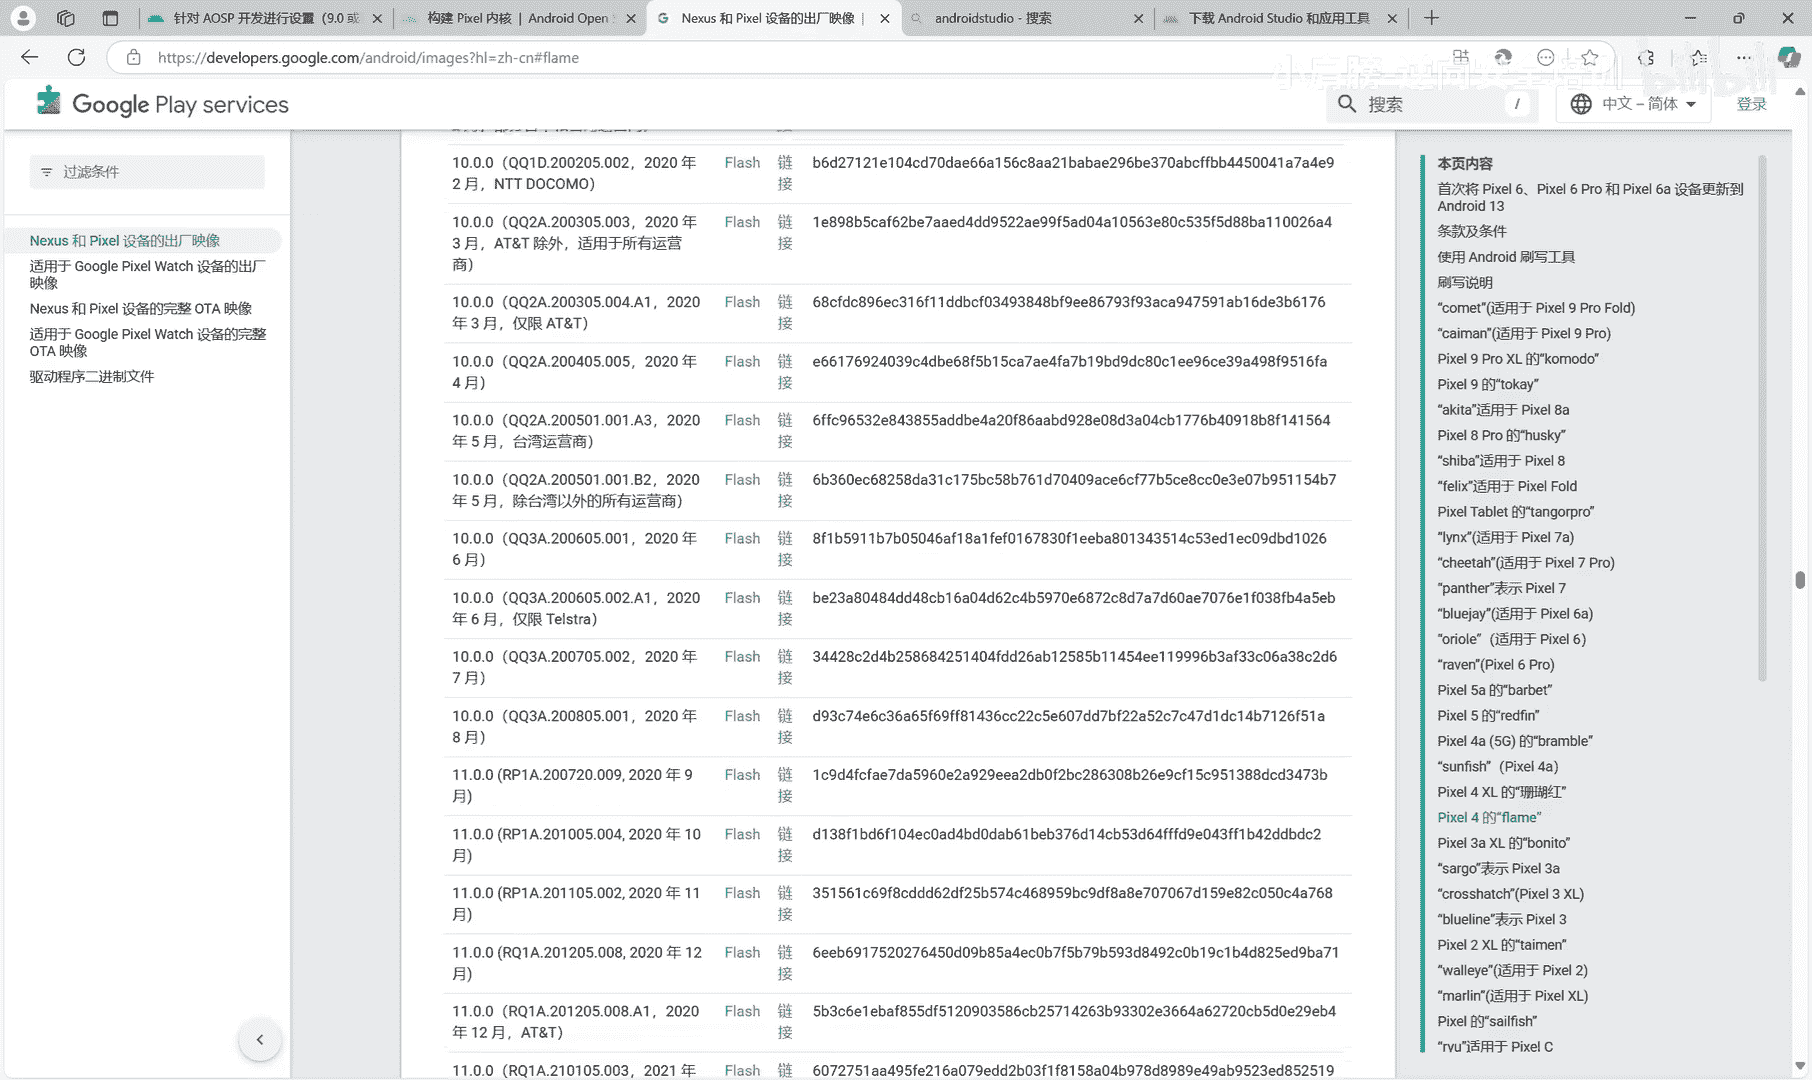 针对 AOSP 开发进行设置（9.0 或
构建 Pixel 内核 | Android Open
Nexus 和 Pixel 设备的出厂映像 |
androidstudio - 搜索
下载 Android Studio 和应用工具
https://developers.google.com/android/images?hl=zh-cn#flame
Google Play services
搜索
/
中文 – 简体
登录
过滤条件
Nexus 和 Pixel 设备的出厂映像
适用于 Google Pixel Watch 设备的出厂
映像
Nexus 和 Pixel 设备的完整 OTA 映像
适用于 Google Pixel Watch 设备的完整
OTA 映像
驱动程序二进制文件
10.0.0（QQ1D.200205.002，2020 年 Flash 链 b6d27121e104cd70dae66a156c8aa21babae296be370abcffbb4450041a7a4e9
2 月，NTT DOCOMO） 接
10.0.0（QQ2A.200305.003，2020 年 Flash 链 1e898b5caf62be7aaed4dd9522ae99f5ad04a10563e80c535f5d88ba110026a4
3 月，AT&T 除外，适用于所有运营 接
商）
10.0.0（QQ2A.200305.004.A1，2020 Flash 链 68cfdc896ec316f11ddbcf03493848bf9ee86793f93aca947591ab16de3b6176
年 3 月，仅限 AT&T） 接
10.0.0（QQ2A.200405.005，2020 年 Flash 链 e66176924039c4dbe68f5b15ca7ae4fa7b19bd9dc80c1ee96ce39a498f9516fa
4 月） 接
10.0.0（QQ2A.200501.001.A3，2020 Flash 链 6ffc96532e843855addbe4a20f86aabd928e08d3a04cb1776b40918b8f141564
年 5 月，台湾运营商） 接
10.0.0（QQ2A.200501.001.B2，2020 Flash 链 6b360ec68258da31c175bc58b761d70409ace6cf77b5ce8cc0e3e07b951154b7
年 5 月，除台湾以外的所有运营商） 接
10.0.0（QQ3A.200605.001，2020 年 Flash 链 8f1b5911b7b05046af18a1fef0167830f1eeba801343514c53ed1ec09dbd1026
6 月） 接
10.0.0（QQ3A.200605.002.A1，2020 Flash 链 be23a80484dd48cb16a04d62c4b5970e6872c8d7a7d60ae7076e1f038fb4a5eb
年 6 月，仅限 Telstra） 接
10.0.0（QQ3A.200705.002，2020 年 Flash 链 34428c2d4b258684251404fdd26ab12585b11454ee119996b3af33c06a38c2d6
7 月） 接
10.0.0（QQ3A.200805.001，2020 年 Flash 链 d93c74e6c36a65f69ff81436cc22c5e607dd7bf22a52c7c47d1dc14b7126f51a
8 月） 接
11.0.0 (RP1A.200720.009, 2020 年 9 Flash 链 1c9d4fcfae7da5960e2a929eea2db0f2bc286308b26e9cf15c951388dcd3473b
月) 接
11.0.0 (RP1A.201005.004, 2020 年 10 Flash 链 d138f1bd6f104ec0ad4bd0dab61beb376d14cb53d64fffd9e043ff1b42ddbdc2
月) 接
11.0.0 (RP1A.201105.002, 2020 年 11 Flash 链 351561c69f8cddd62df25b574c468959bc9df8a8e707067d159e82c050c4a768
月) 接
11.0.0 (RQ1A.201205.008, 2020 年 12 Flash 链 6eeb6917520276450d09b85a4ec0b7f5b79b593d8492c0b19c1b4d825ed9ba71
月) 接
11.0.0（RQ1A.201205.008.A1，2020 Flash 链 5b3c6e1ebaf855df5120903586cb25714263b93302e3664a62720cb5d0e29eb4
年 12 月，AT&T） 接
11.0.0（RQ1A.210105.003，2021 年 Flash 链 6072751aa495fe216a079edd2b03f1f8158a04b978d8989e49ab9523ed852519
本页内容
首次将 Pixel 6、Pixel 6 Pro 和 Pixel 6a 设备更新到
Android 13
条款及条件
使用 Android 刷写工具
刷写说明
“comet”(适用于 Pixel 9 Pro Fold)
“caiman”(适用于 Pixel 9 Pro)
Pixel 9 Pro XL 的“komodo”
Pixel 9 的“tokay”
“akita”适用于 Pixel 8a
Pixel 8 Pro 的“husky”
“shiba”适用于 Pixel 8
“felix”适用于 Pixel Fold
Pixel Tablet 的“tangorpro”
“lynx”(适用于 Pixel 7a)
“cheetah”(适用于 Pixel 7 Pro)
“panther”表示 Pixel 7
“bluejay”(适用于 Pixel 6a)
“oriole”（适用于 Pixel 6）
“raven”(Pixel 6 Pro)
Pixel 5a 的“barbet”
Pixel 5 的“redfin”
Pixel 4a (5G) 的“bramble”
“sunfish”（Pixel 4a）
Pixel 4 XL 的“珊瑚红”
Pixel 4 的“flame”
Pixel 3a XL 的“bonito”
“sargo”表示 Pixel 3a
“crosshatch”(Pixel 3 XL)
“blueline”表示 Pixel 3
Pixel 2 XL 的“taimen”
“walleye”(适用于 Pixel 2)
“marlin”(适用于 Pixel XL)
Pixel 的“sailfish”
“ryu”适用于 Pixel C